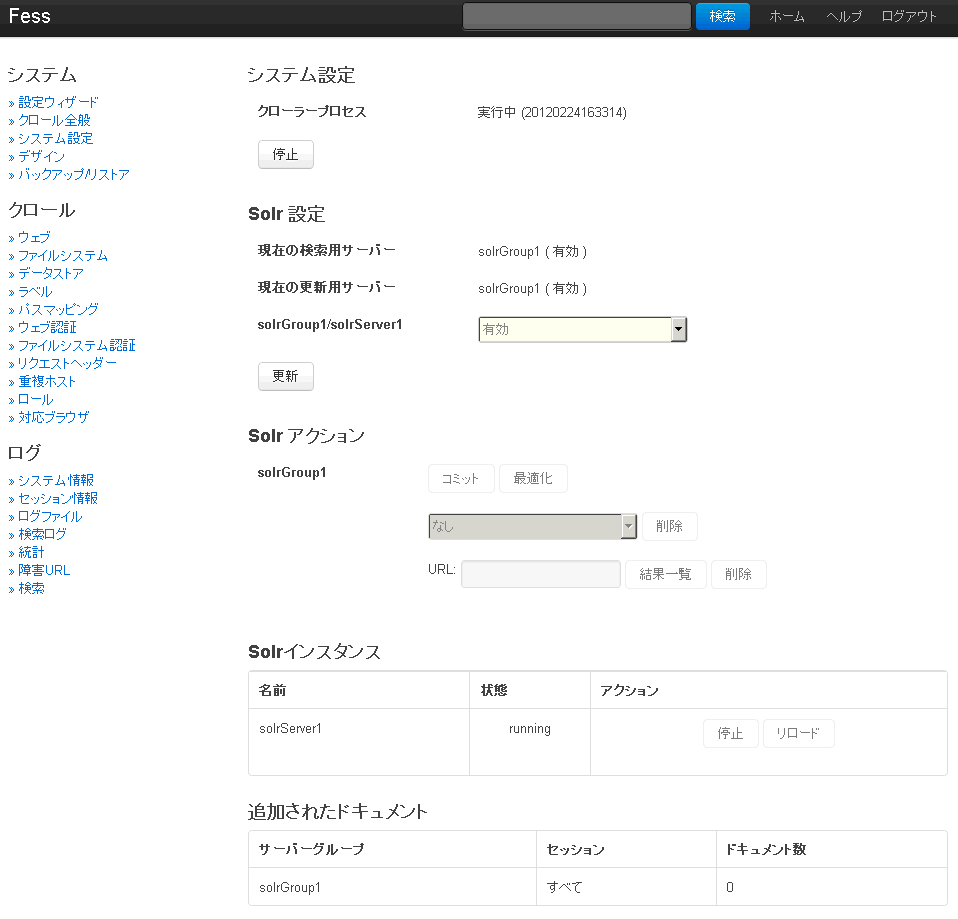 Fess
検索 ホーム ヘルプ ログアウト
システム
» 設定ウィザード
» クロール全般
» システム設定
» デザイン
» バックアップ/リストア
クロール
» ウェブ
» ファイルシステム
» データストア
» ラベル
» パスマッピング
» ウェブ認証
» ファイルシステム認証
» リクエストヘッダー
» 重複ホスト
» ロール
» 対応ブラウザ
ログ
» システム情報
» セッション情報
» ログファイル
» 検索ログ
» 統計
» 障害URL
» 検索
システム設定
クローラープロセス 実行中 (20120224163314)
停止
Solr 設定
現在の検索用サーバー solrGroup1 ( 有効 )
現在の更新用サーバー solrGroup1 ( 有効 )
solrGroup1/solrServer1 有効
更新
Solr アクション
solrGroup1 コミット 最適化
なし 削除
URL: 結果一覧 削除
Solrインスタンス
名前 状態 アクション
solrServer1 running 停止 リロード
追加されたドキュメント
サーバーグループ セッション ドキュメント数
solrGroup1 すべて 0